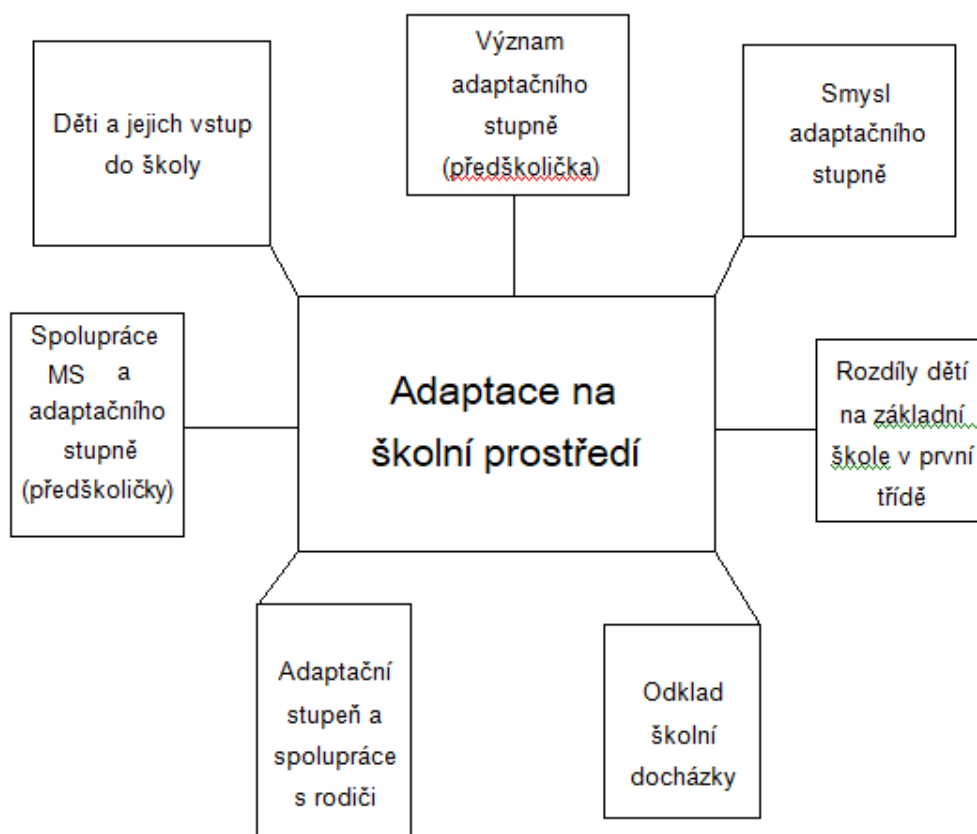 Děti a jejich vstup
do školy
Význam
adaptačního
stupně
(předškolička)
Smysl
adaptačního
stupně
Spolupráce
MS a
adaptačního
stupně
(předškoličky)
Adaptace na
školní prostředí
Rozdíly dětí
na základní
škole v první
třídě
Adaptační
stupeň a
spolupráce
s rodiči
Odklad
školní
docházky